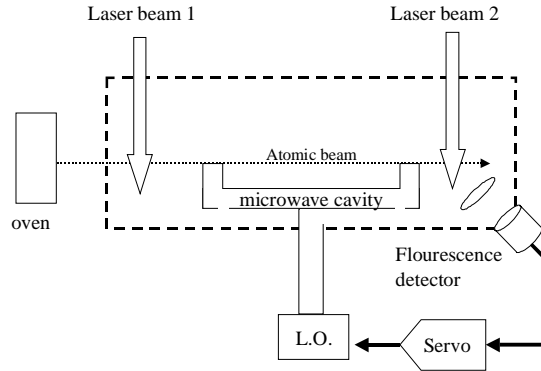 Laser beam 1
Laser beam 2
Atomic beam
microwave cavity
oven
Flourescence
detector
L.O.
Servo